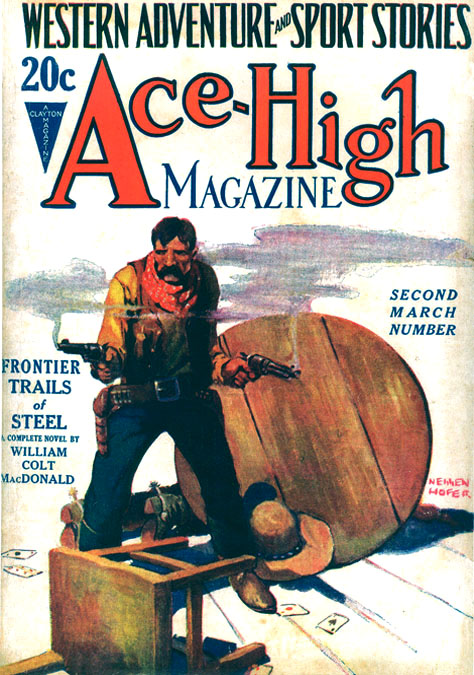 WESTERN ADVENTURE AND SPORT STORIES
20c
A
CLAYTON
MAGAZINE
ACE-HIGH
MAGAZINE
SECOND
MARCH
NUMBER
FRONTIER
TRAILS
of
STEEL
A COMPLETE NOVEL BY
WILLIAM
COLT
MacDONALD
NEHLEN
HOFER